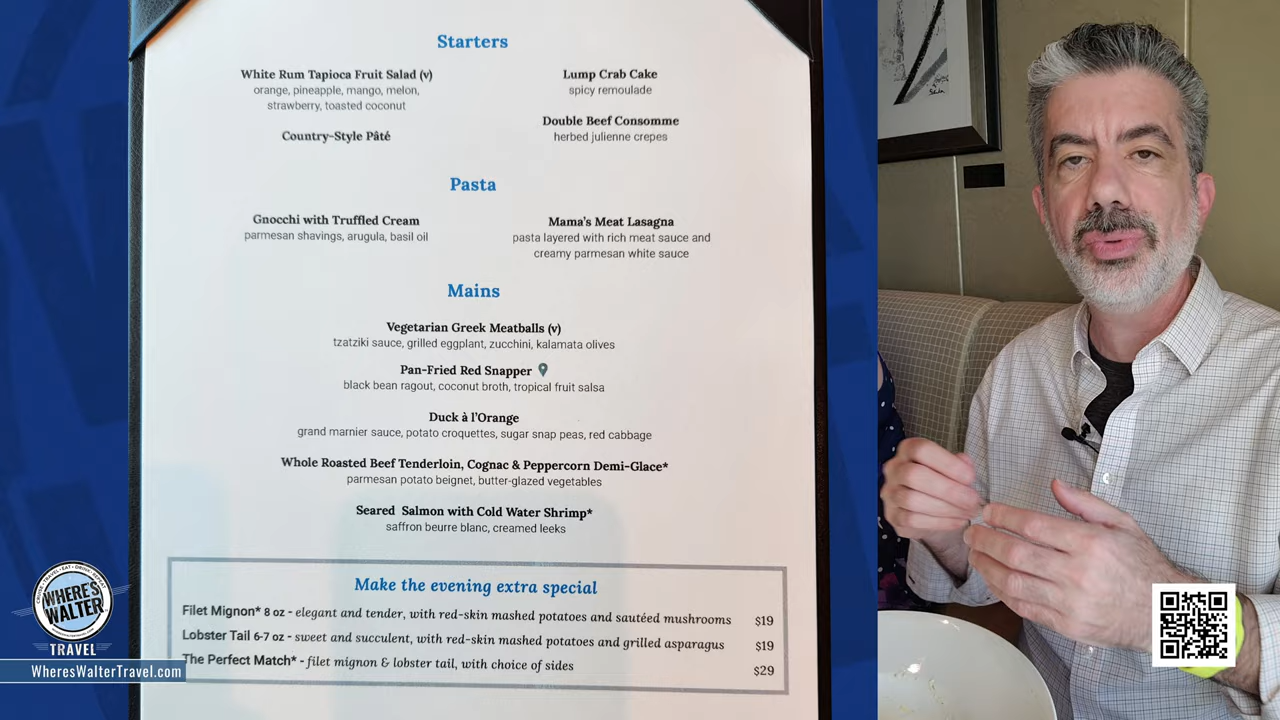 Starters
White Rum Tapioca Fruit Salad (v)
orange, pineapple, mango, melon,
strawberry, toasted coconut
Country-Style Pâté
Lump Crab Cake
spicy remoulade
Double Beef Consomme
herbed julienne crepes
Pasta
Gnocchi with Truffled Cream
parmesan shavings, arugula, basil oil
Mama's Meat Lasagna
pasta layered with rich meat sauce and
creamy parmesan white sauce
Mains
Vegetarian Greek Meatballs (v)
tzatziki sauce, grilled eggplant, zucchini, kalamata olives
Pan-Fried Red Snapper
black bean ragout, coconut broth, tropical fruit salsa
Duck à l'Orange
grand marnier sauce, potato croquettes, sugar snap peas, red cabbage
Whole Roasted Beef Tenderloin, Cognac & Peppercorn Demi-Glace*
parmesan potato beignet, butter-glazed vegetables
Seared Salmon with Cold Water Shrimp*
saffron beurre blanc, creamed leeks
Make the evening extra special
Filet Mignon* 8 oz - elegant and tender, with red-skin mashed potatoes and sautéed mushrooms $19
Lobster Tail 6-7 oz - sweet and succulent, with red-skin mashed potatoes and grilled asparagus $19
The Perfect Match* - filet mignon & lobster tail, with choice of sides $29
WHERE'S
WALTER
TRAVEL
WheresWalterTravel.com